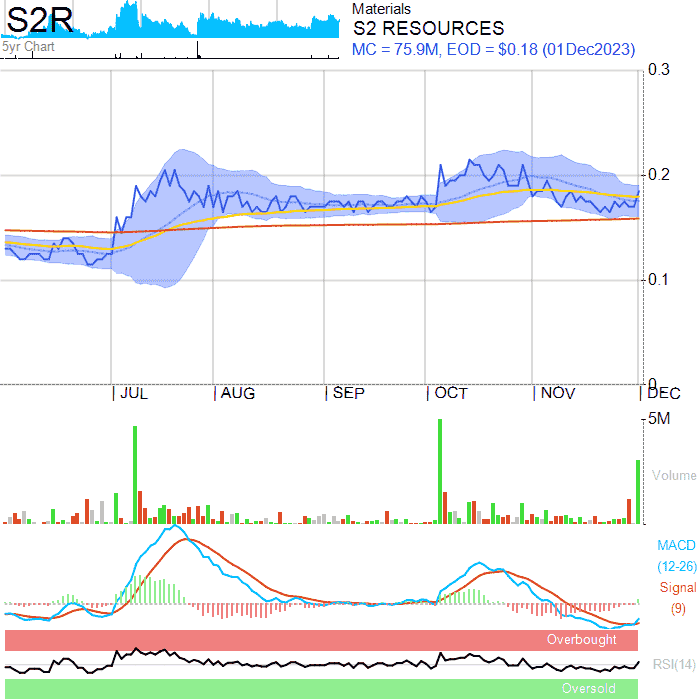 S2R
5yr Chart
Materials
S2 RESOURCES
MC = 75.9M, EOD = $0.18 (01Dec2023)
0.3
0.2
0.1
0
JUL
AUG
SEP
OCT
NOV
DEC
5M
Volume
MACD
(12-26)
Signal
(9)
Overbought
RSI(14)
Oversold